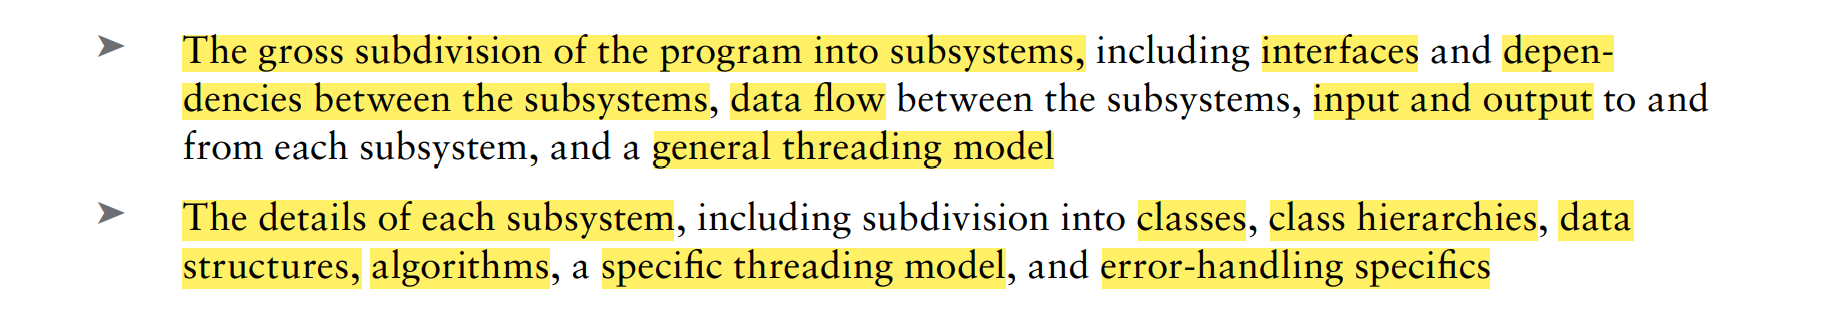 ➤ The gross subdivision of the program into subsystems, including interfaces and depen-
dencies between the subsystems, data flow between the subsystems, input and output to and
from each subsystem, and a general threading model
➤ The details of each subsystem, including subdivision into classes, class hierarchies, data
structures, algorithms, a specific threading model, and error-handling specifics